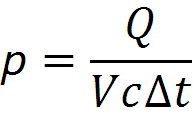 p = Q / VcΔt